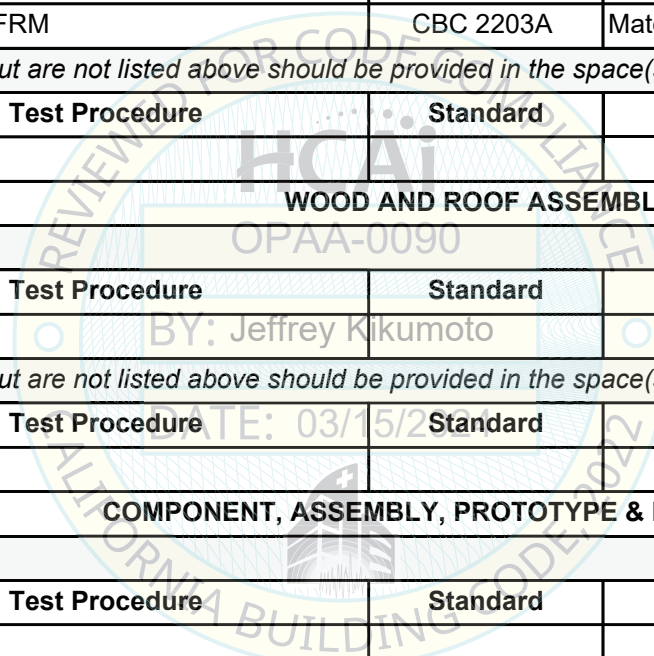 FRM CBC 2203A Mat
ut are not listed above should be provided in the space(
Test Procedure Standard
WOOD AND ROOF ASSEMBL
Test Procedure Standard
ut are not listed above should be provided in the space(
Test Procedure Standard
COMPONENT, ASSEMBLY, PROTOTYPE &
Test Procedure Standard
REVIEWED FOR CODE COMPLIANCE
HCAi
OPAA-0090
BY: Jeffrey Kikumoto
DATE: 03/15/2024
CALIFORNIA BUILDING CODE, 2022